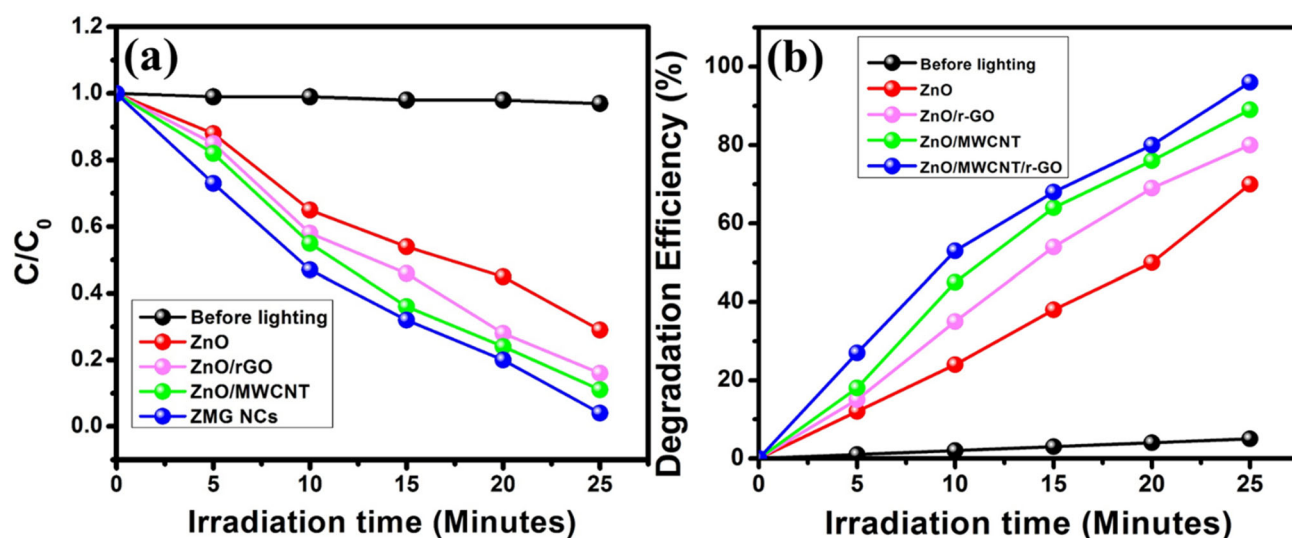 (a)
C/C0
1.2
1.0
0.8
0.6
0.4
0.2
0.0
Before lighting
ZnO
ZnO/rGO
ZnO/MWCNT
ZMG NCs
0 5 10 15 20 25
Irradiation time (Minutes)
(b)
Degradation Efficiency (%)
100
80
60
40
20
0
Before lighting
ZnO
ZnO/r-GO
ZnO/MWCNT
ZnO/MWCNT/r-GO
0 5 10 15 20 25
Irradiation time (Minutes)